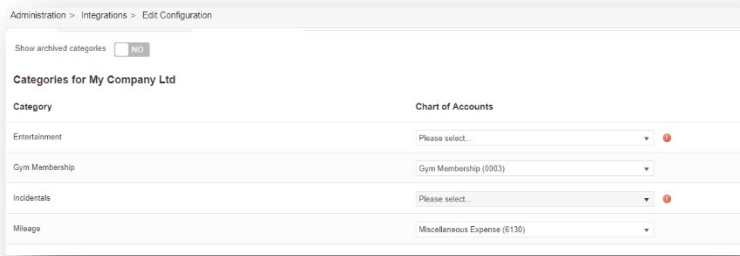 Administration > Integrations > Edit Configuration
Show archived categories NO
Categories for My Company Ltd
Category Chart of Accounts
Entertainment Please select...
Gym Membership Gym Membership (0003)
Incidentals Please select...
Mileage Miscellaneous Expense (6130)